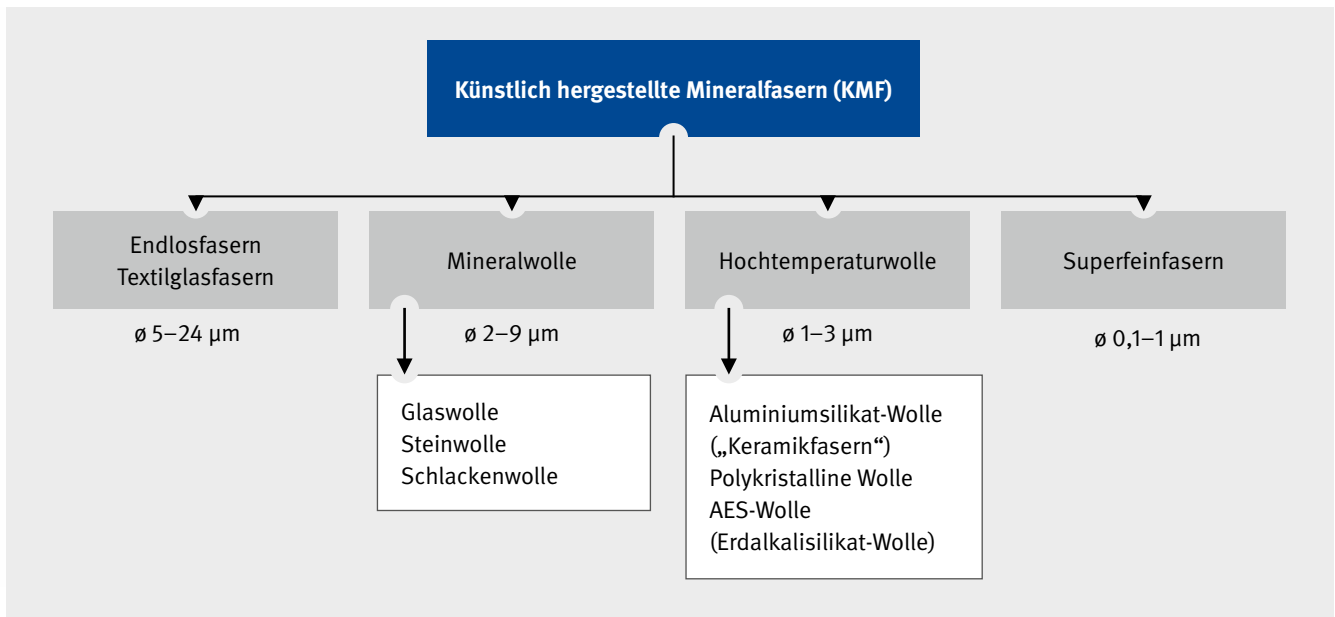 Künstlich hergestellte Mineralfasern (KMF)
Endlosfasern
Textilglasfasern
ø 5–24 µm
Mineralwolle
ø 2–9 µm
Glaswolle
Steinwolle
Schlackenwolle
Hochtemperaturwolle
ø 1–3 µm
Aluminiumsilikat-Wolle
(„Keramikfasern“)
Polykristalline Wolle
AES-Wolle
(Erdalkalisilikat-Wolle)
Superfeinfasern
ø 0,1–1 µm